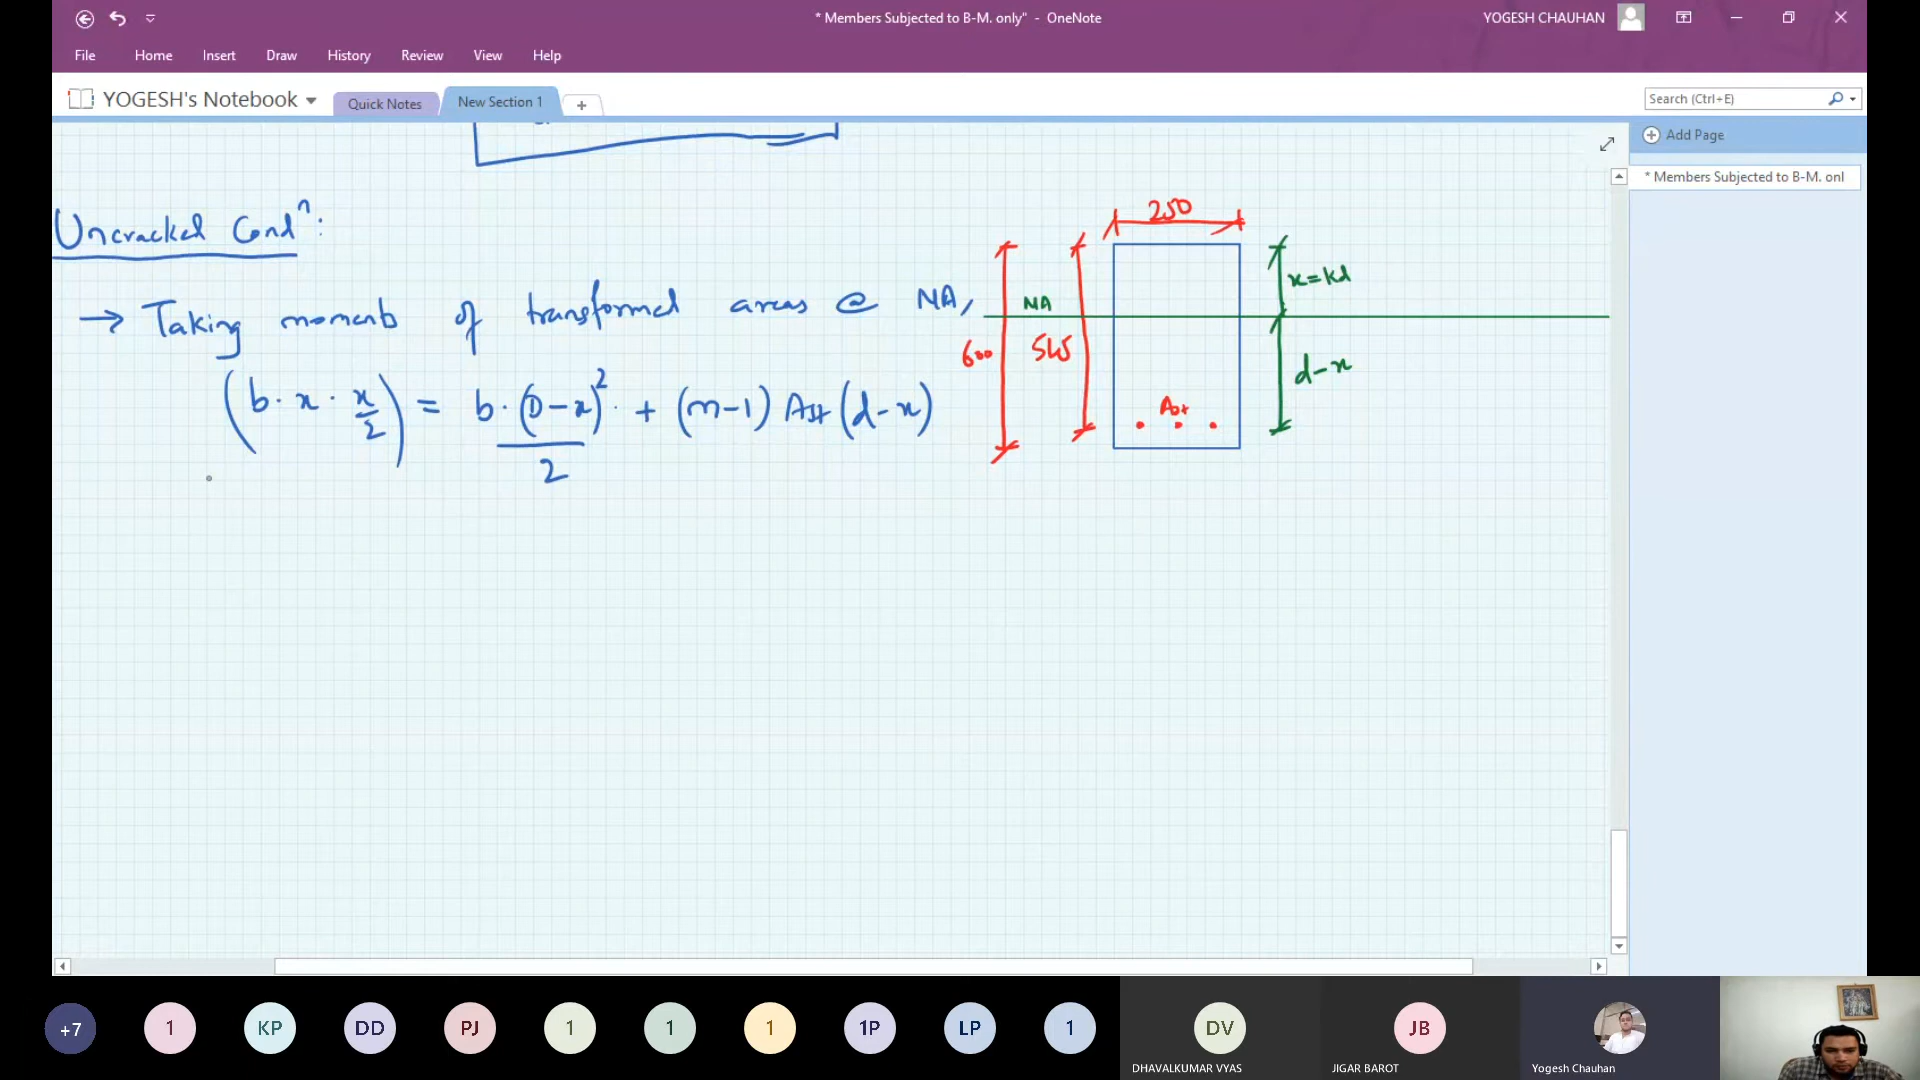 * Members Subjected to B-M. only" - OneNote
YOGESH CHAUHAN
File Home Insert Draw History Review View Help
YOGESH's Notebook
Quick Notes
New Section 1
+
Search (Ctrl+E)
Add Page
* Members Subjected to B-M. onl
Uncracked Condⁿ:
→ Taking moments of transformed areas @ NA,
(b · x · x/2) = b · (D-x)²/2 + (m-1) Ast (d-x)
250
x=kd
NA
600
545
d-x
Ast
+7
1
KP
DD
PJ
1
1
1
1P
LP
1
DV
DHAVALKUMAR VYAS
JB
JIGAR BAROT
Yogesh Chauhan